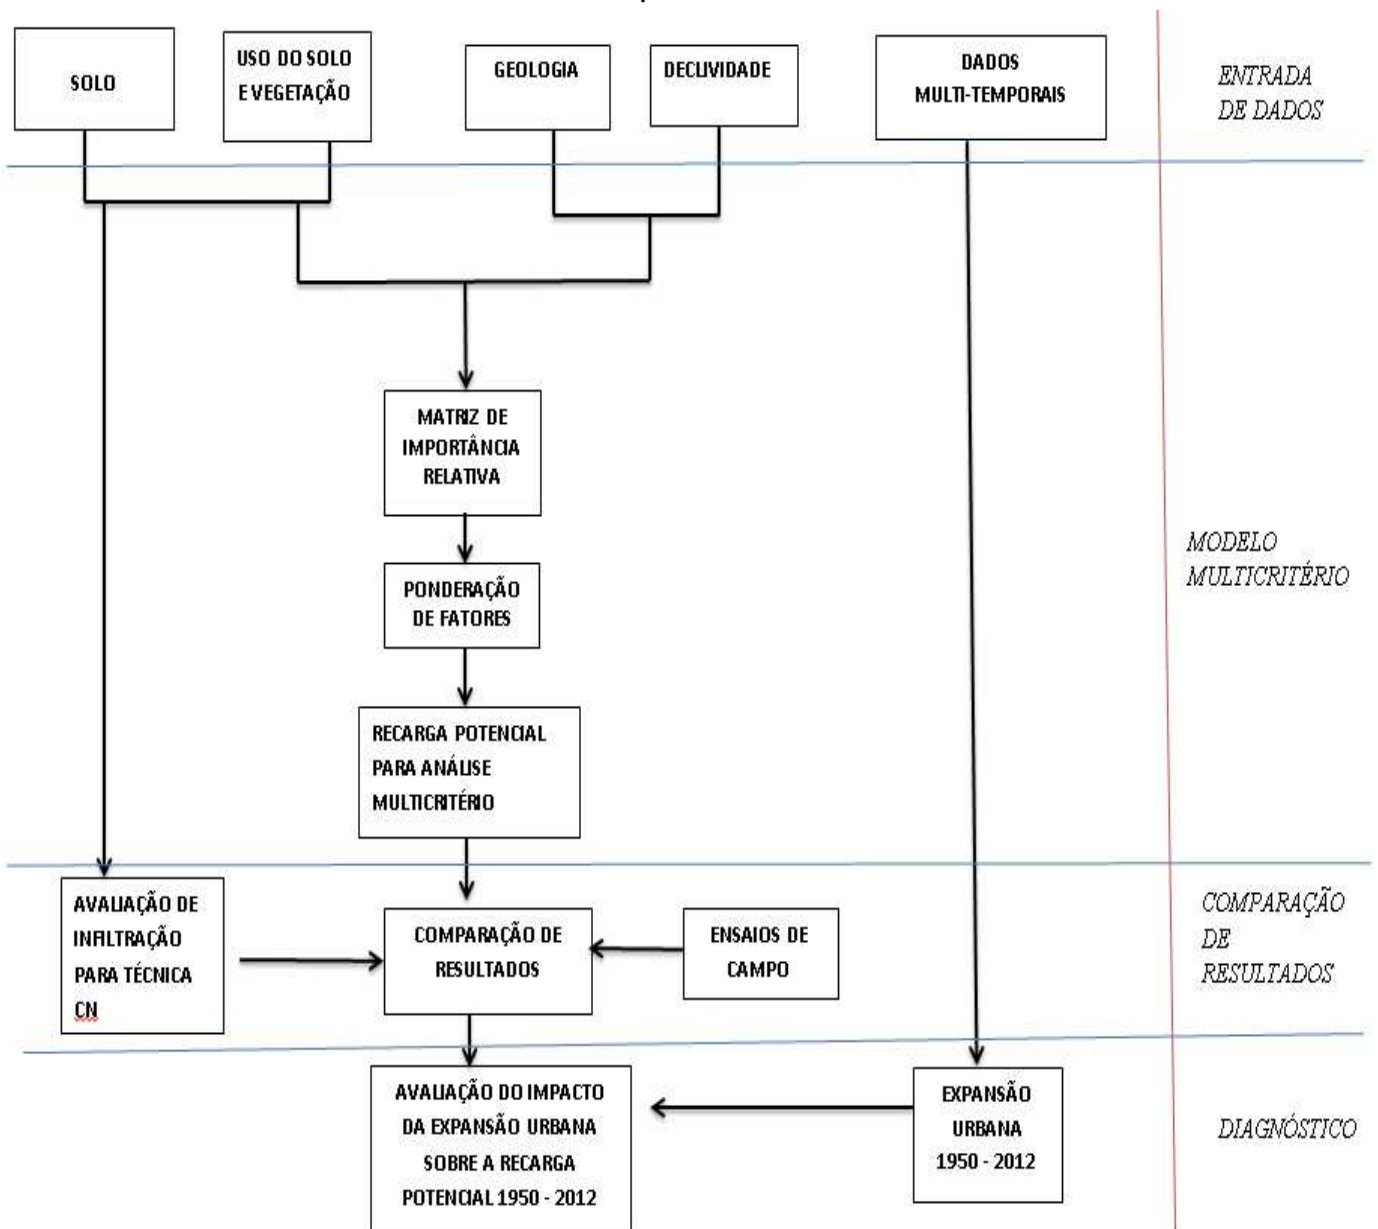 SOLO
USO DO SOLO
E VEGETAÇÃO
GEOLOGIA
DECLIVIDADE
DADOS
MULTI-TEMPORAIS
ENTRADA
DE DADOS
MATRIZ DE
IMPORTÂNCIA
RELATIVA
PONDERAÇÃO
DE FATORES
RECARGA POTENCIAL
PARA ANÁLISE
MULTICRITÉRIO
MODELO
MULTICRITÉRIO
AVALIAÇÃO DE
INFILTRAÇÃO
PARA TÉCNICA
CN
COMPARAÇÃO DE
RESULTADOS
ENSAIOS DE
CAMPO
COMPARAÇÃO
DE
RESULTADOS
AVALIAÇÃO DO IMPACTO
DA EXPANSÃO URBANA
SOBRE A RECARGA
POTENCIAL 1950 - 2012
EXPANSÃO
URBANA
1950 - 2012
DIAGNÓSTICO